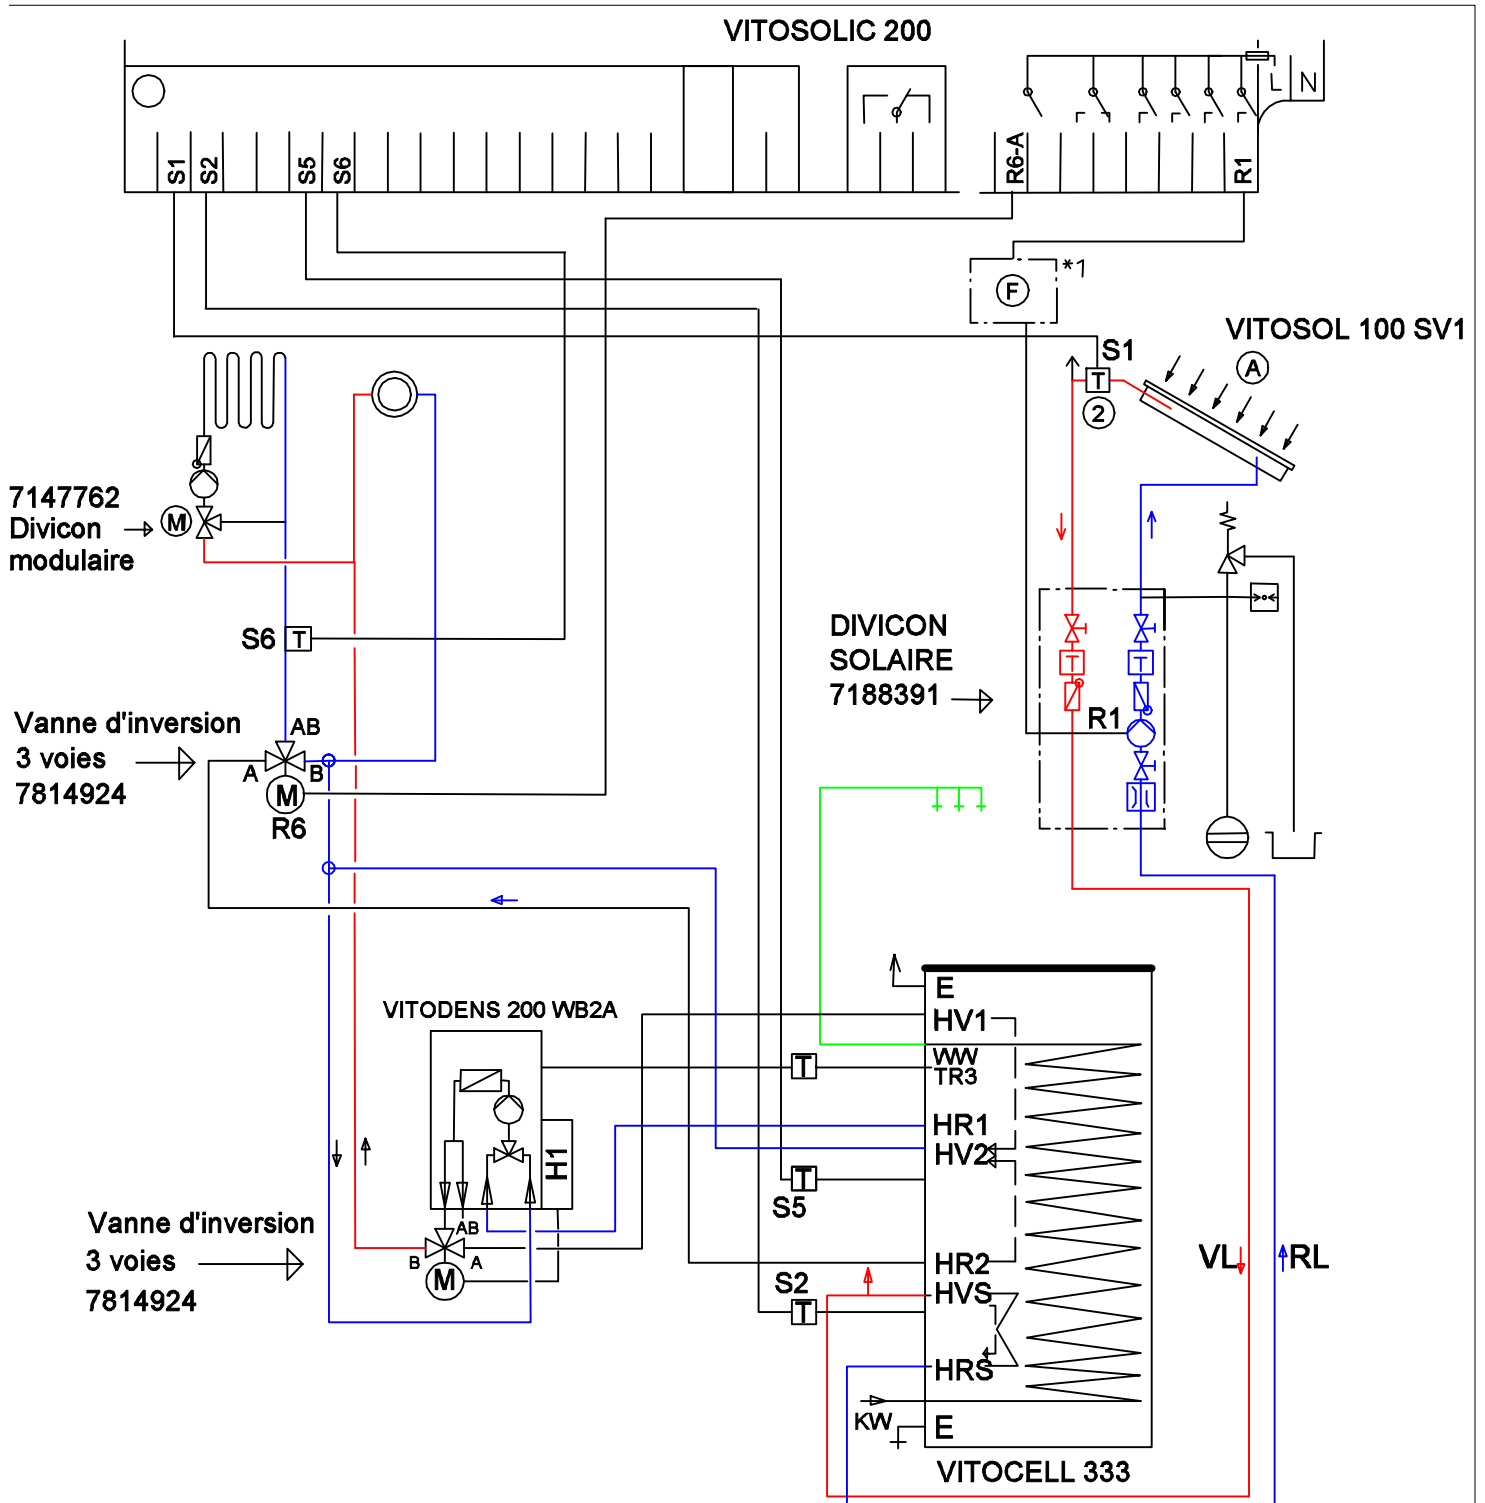 VITOSOLIC 200
L
N
S1
S2
S5
S6
R6-A
R1
F
*1
VITOSOL 100 SV1
A
S1
T
2
7147762
Divicon
modulaire
M
S6
T
DIVICON
SOLAIRE
7188391
T
T
R1
Vanne d'inversion
3 voies
7814924
AB
A
B
M
R6
VITODENS 200 WB2A
H1
AB
B
A
M
Vanne d'inversion
3 voies
7814924
T
T
S5
S2
T
E
HV1
WW
TR3
HR1
HV2
HR2
HVS
HRS
KW
E
VL
RL
VITOCELL 333